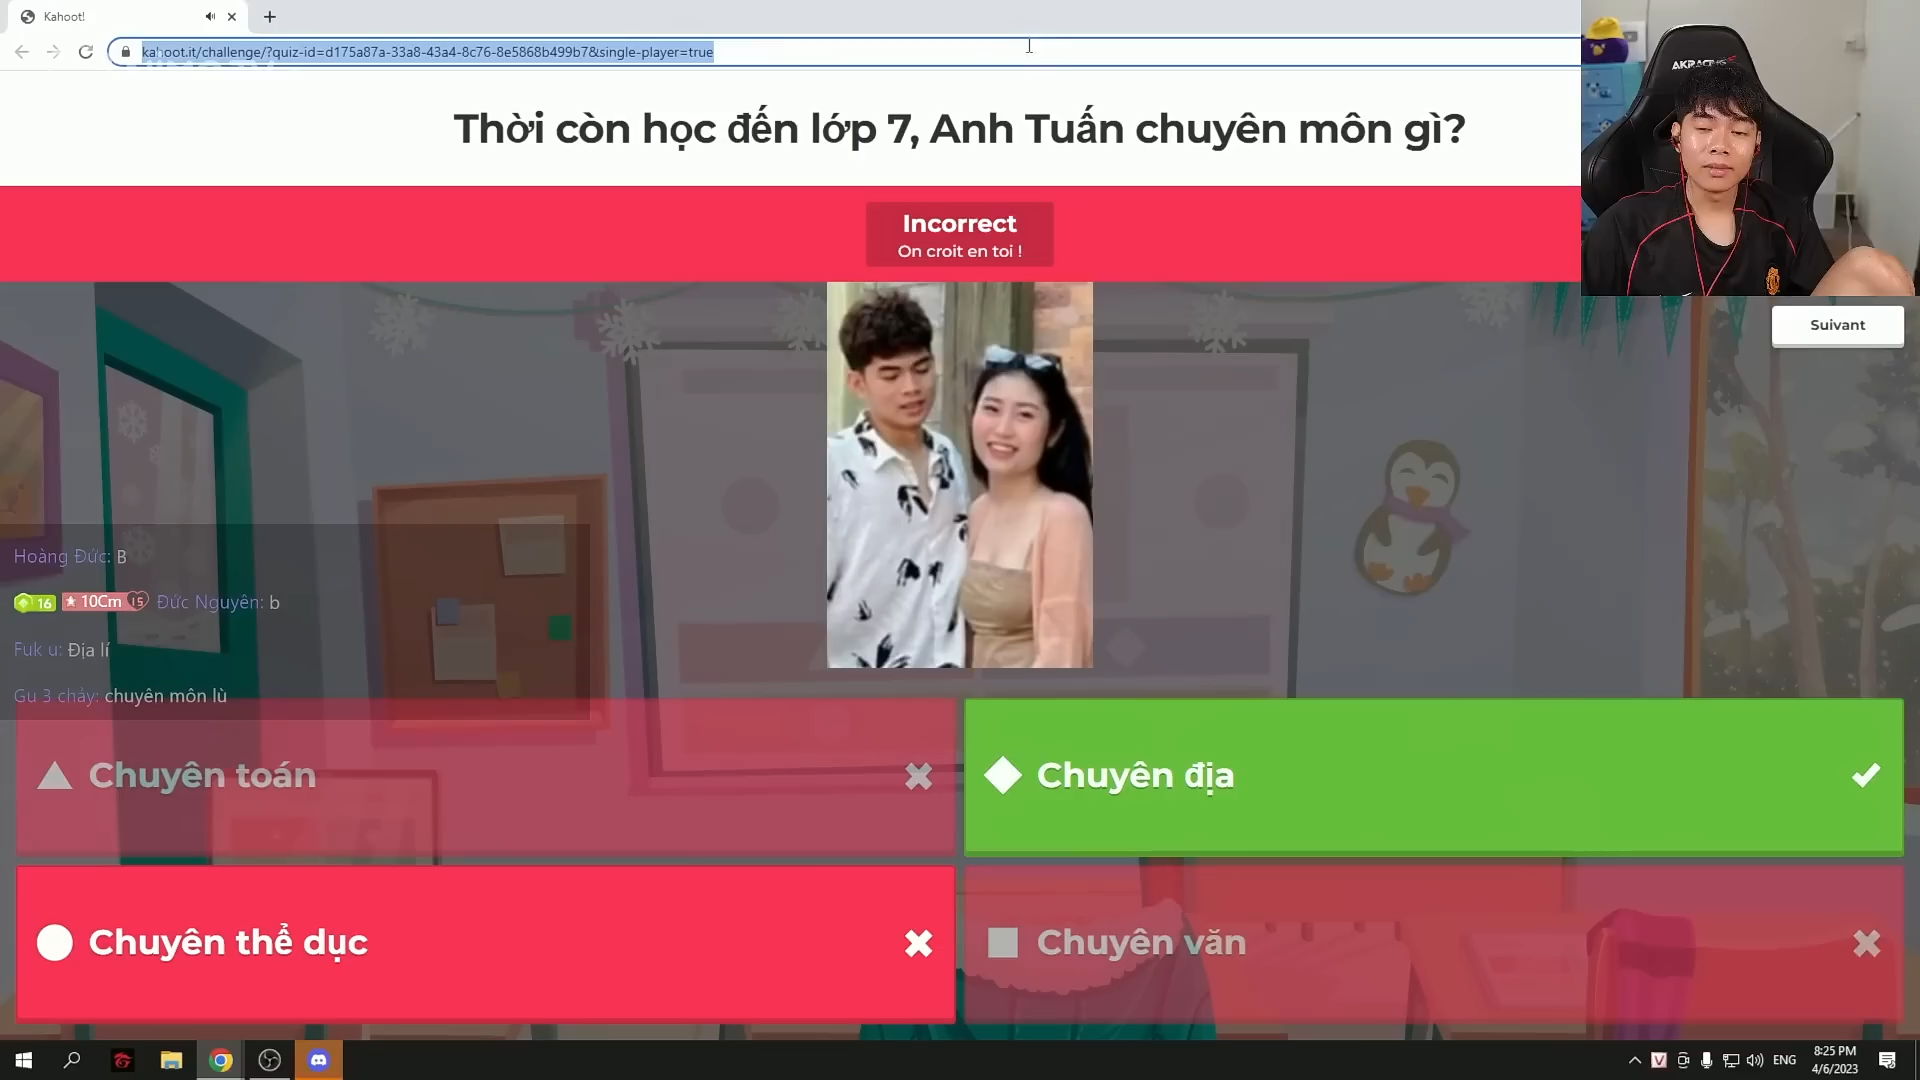 Kahoot!
kahoot.it/challenge/?quiz-id=d175a87a-33a8-43a4-8c76-8e5868b499b7&single-player=true
AKRACING
Thời còn học đến lớp 7, Anh Tuấn chuyên môn gì?
Incorrect
On croit en toi !
Suivant
Hoàng Đức: B
16 10Cm 15 Đức Nguyên: b
Fuk u: Địa lí
Gu 3 chảy: chuyên môn lù
Chuyên toán
Chuyên địa
Chuyên thể dục
Chuyên văn
ENG
8:25 PM
4/6/2023